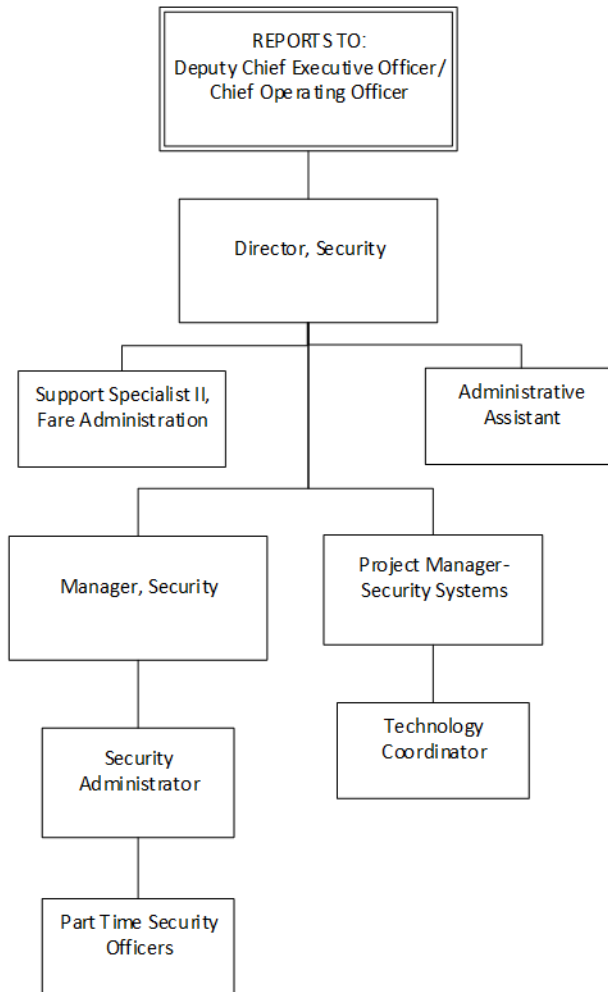 REPORTS TO:
Deputy Chief Executive Officer/
Chief Operating Officer
Director, Security
Support Specialist II,
Fare Administration
Administrative
Assistant
Manager, Security
Project Manager-
Security Systems
Security
Administrator
Technology
Coordinator
Part Time Security
Officers